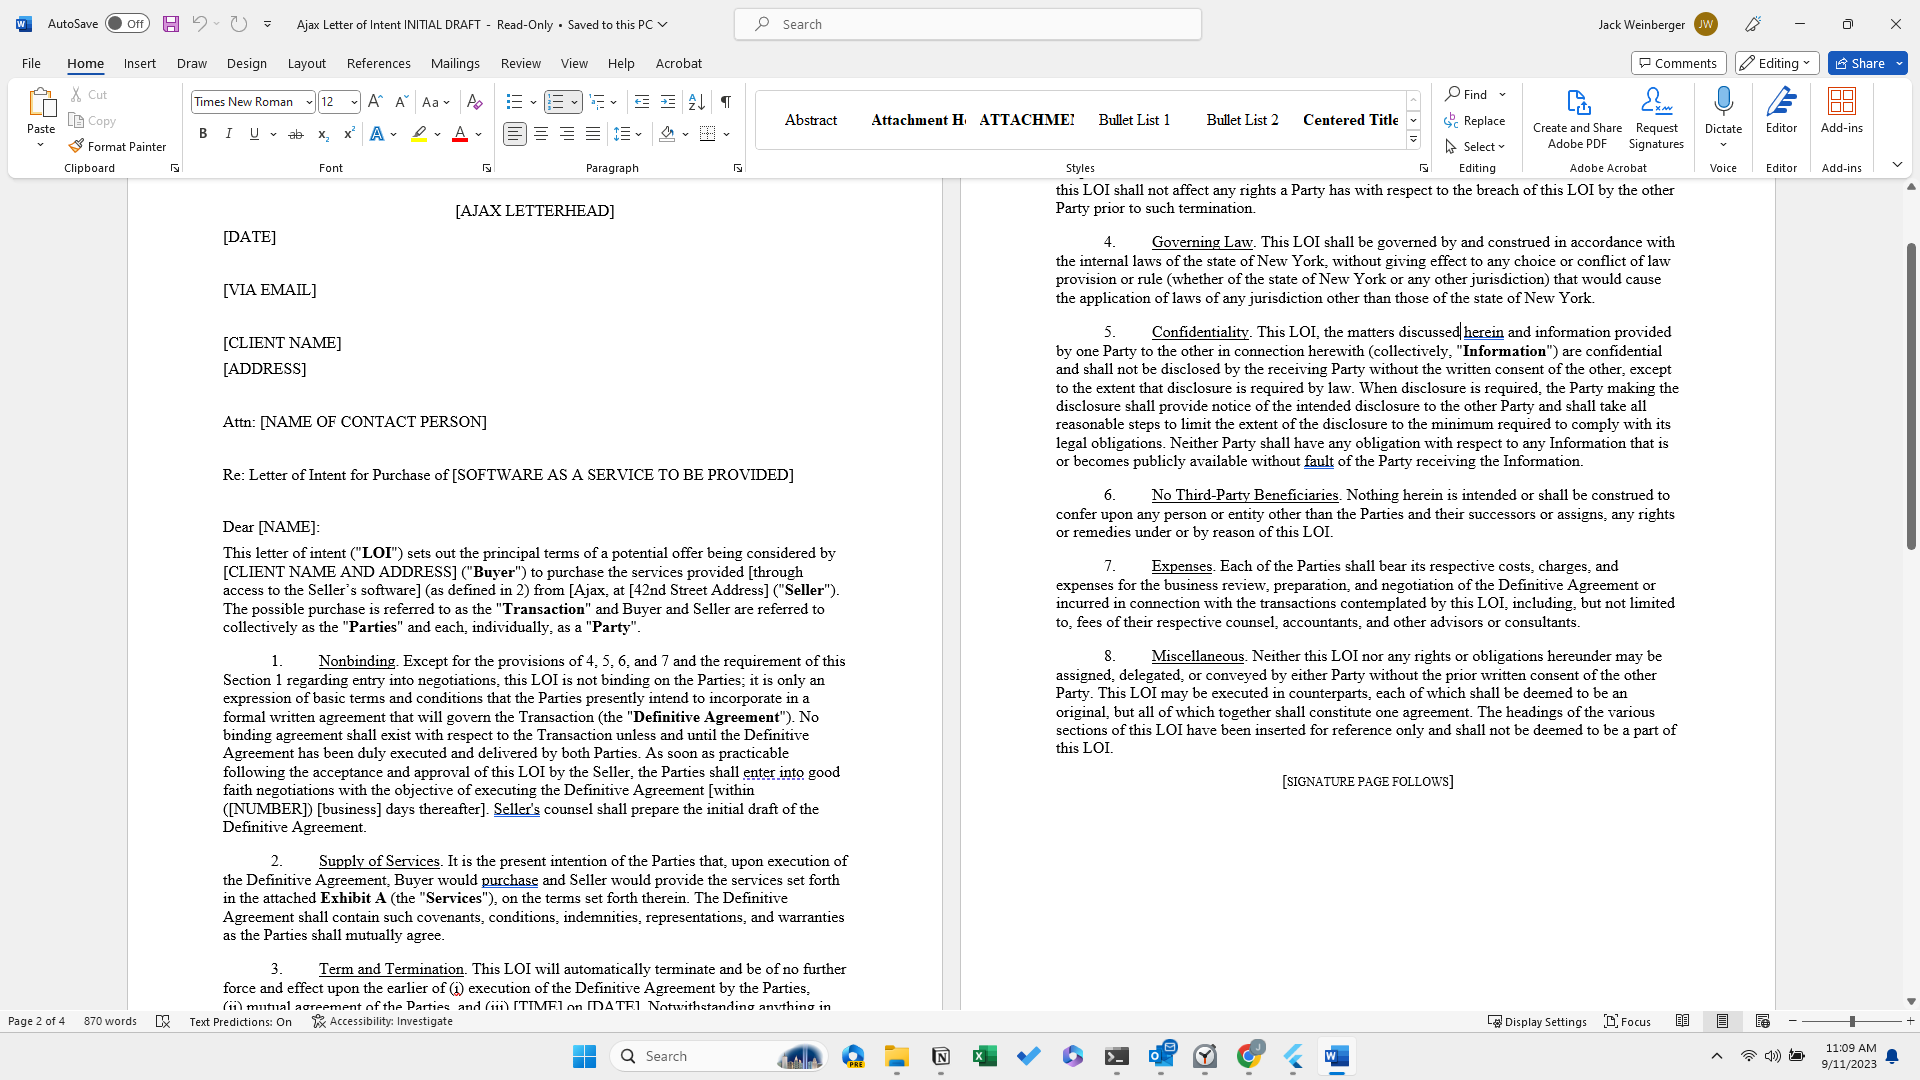 AutoSave Off Ajax Letter of Intent INITIAL DRAFT - Read-Only • Saved to this PC Search Jack Weinberger JW
File Home Insert Draw Design Layout References Mailings Review View Help Acrobat Comments Editing Share
Paste Cut Copy Format Painter
Times New Roman 12 Aa
B I U ab x₂ x² A A
Abstract Attachment He ATTACHMEN Bullet List 1 Bullet List 2 Centered Title
Find Replace Select
Create and Share Adobe PDF Request Signatures Dictate Editor Add-ins
Clipboard Font Paragraph Styles Editing Adobe Acrobat Voice Editor Add-ins
[AJAX LETTERHEAD]
[DATE]
[VIA EMAIL]
[CLIENT NAME]
[ADDRESS]
Attn: [NAME OF CONTACT PERSON]
Re: Letter of Intent for Purchase of [SOFTWARE AS A SERVICE TO BE PROVIDED]
Dear [NAME]:
This letter of intent ("LOI") sets out the principal terms of a potential offer being considered by
[CLIENT NAME AND ADDRESS] ("Buyer") to purchase the services provided [through
access to the Seller’s software] (as defined in 2) from [Ajax, at [42nd Street Address] ("Seller").
The possible purchase is referred to as the "Transaction" and Buyer and Seller are referred to
collectively as the "Parties" and each, individually, as a "Party".
1. Nonbinding. Except for the provisions of 4, 5, 6, and 7 and the requirement of this
Section 1 regarding entry into negotiations, this LOI is not binding on the Parties; it is only an
expression of basic terms and conditions that the Parties presently intend to incorporate in a
formal written agreement that will govern the Transaction (the "Definitive Agreement"). No
binding agreement shall exist with respect to the Transaction unless and until the Definitive
Agreement has been duly executed and delivered by both Parties. As soon as practicable
following the acceptance and approval of this LOI by the Seller, the Parties shall enter into good
faith negotiations with the objective of executing the Definitive Agreement [within
([NUMBER]) [business] days thereafter]. Seller's counsel shall prepare the initial draft of the
Definitive Agreement.
2. Supply of Services. It is the present intention of the Parties that, upon execution of
the Definitive Agreement, Buyer would purchase and Seller would provide the services set forth
in the attached Exhibit A (the "Services"), on the terms set forth therein. The Definitive
Agreement shall contain such covenants, conditions, indemnities, representations, and warranties
as the Parties shall mutually agree.
3. Term and Termination. This LOI will automatically terminate and be of no further
force and effect upon the earlier of (i) execution of the Definitive Agreement by the Parties,
(ii) mutual agreement of the Parties, and (iii) [TIME] on [DATE]. Notwithstanding anything in
this LOI shall not affect any rights a Party has with respect to the breach of this LOI by the other
Party prior to such termination.
4. Governing Law. This LOI shall be governed by and construed in accordance with
the internal laws of the state of New York, without giving effect to any choice or conflict of law
provision or rule (whether of the state of New York or any other jurisdiction) that would cause
the application of laws of any jurisdiction other than those of the state of New York.
5. Confidentiality. This LOI, the matters discussed herein and information provided
by one Party to the other in connection herewith (collectively, "Information") are confidential
and shall not be disclosed by the receiving Party without the written consent of the other, except
to the extent that disclosure is required by law. When disclosure is required, the Party making the
disclosure shall provide notice of the intended disclosure to the other Party and shall take all
reasonable steps to limit the extent of the disclosure to the minimum required to comply with its
legal obligations. Neither Party shall have any obligation with respect to any Information that is
or becomes publicly available without fault of the Party receiving the Information.
6. No Third-Party Beneficiaries. Nothing herein is intended or shall be construed to
confer upon any person or entity other than the Parties and their successors or assigns, any rights
or remedies under or by reason of this LOI.
7. Expenses. Each of the Parties shall bear its respective costs, charges, and
expenses for the business review, preparation, and negotiation of the Definitive Agreement or
incurred in connection with the transactions contemplated by this LOI, including, but not limited
to, fees of their respective counsel, accountants, and other advisors or consultants.
8. Miscellaneous. Neither this LOI nor any rights or obligations hereunder may be
assigned, delegated, or conveyed by either Party without the prior written consent of the other
Party. This LOI may be executed in counterparts, each of which shall be deemed to be an
original, but all of which together shall constitute one agreement. The headings of the various
sections of this LOI have been inserted for reference only and shall not be deemed to be a part of
this LOI.
[SIGNATURE PAGE FOLLOWS]
Page 2 of 4 870 words Text Predictions: On Accessibility: Investigate Display Settings Focus
Search 11:09 AM
9/11/2023